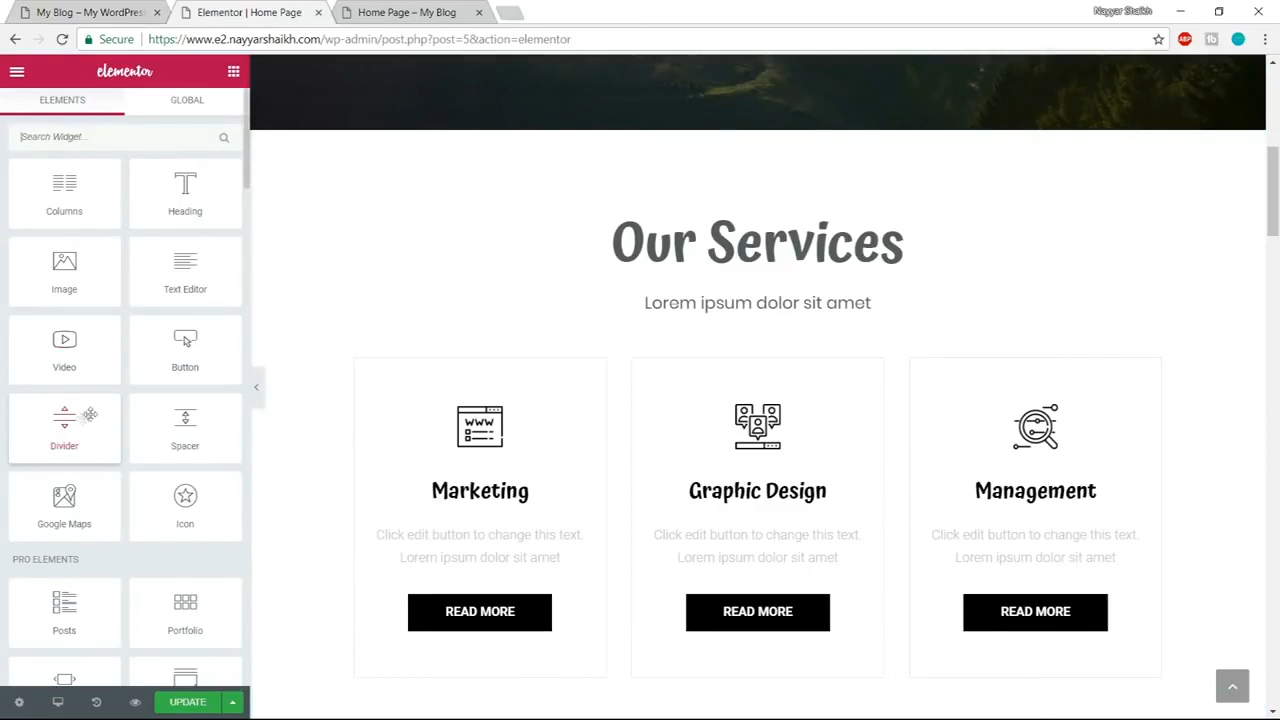 My Blog – My WordPres
Elementor | Home Page
Home Page – My Blog
Nayyar Shaikh
Secure
https://www.e2.nayyarshaikh.com/wp-admin/post.php?post=5&action=elementor
ABP
tb
elementor
ELEMENTS
GLOBAL
Search Widget...
Columns
Heading
Image
Text Editor
Video
Button
Divider
Spacer
Google Maps
Icon
PRO ELEMENTS
Posts
Portfolio
UPDATE
Our Services
Lorem ipsum dolor sit amet
WWW
Marketing
Graphic Design
Management
Click edit button to change this text.
Lorem ipsum dolor sit amet
Click edit button to change this text.
Lorem ipsum dolor sit amet
Click edit button to change this text.
Lorem ipsum dolor sit amet
READ MORE
READ MORE
READ MORE